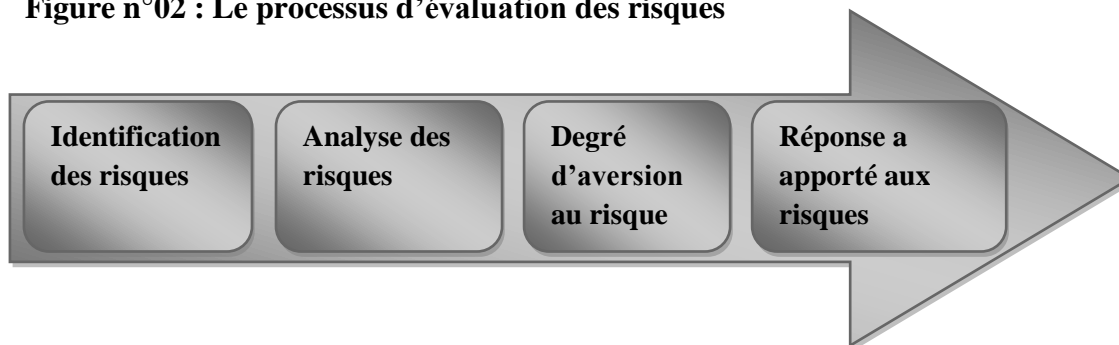 Figure n°02 : Le processus d'évaluation des risques
Identification
des risques
Analyse des
risques
Degré
d'aversion
au risque
Réponse a
apporté aux
risques